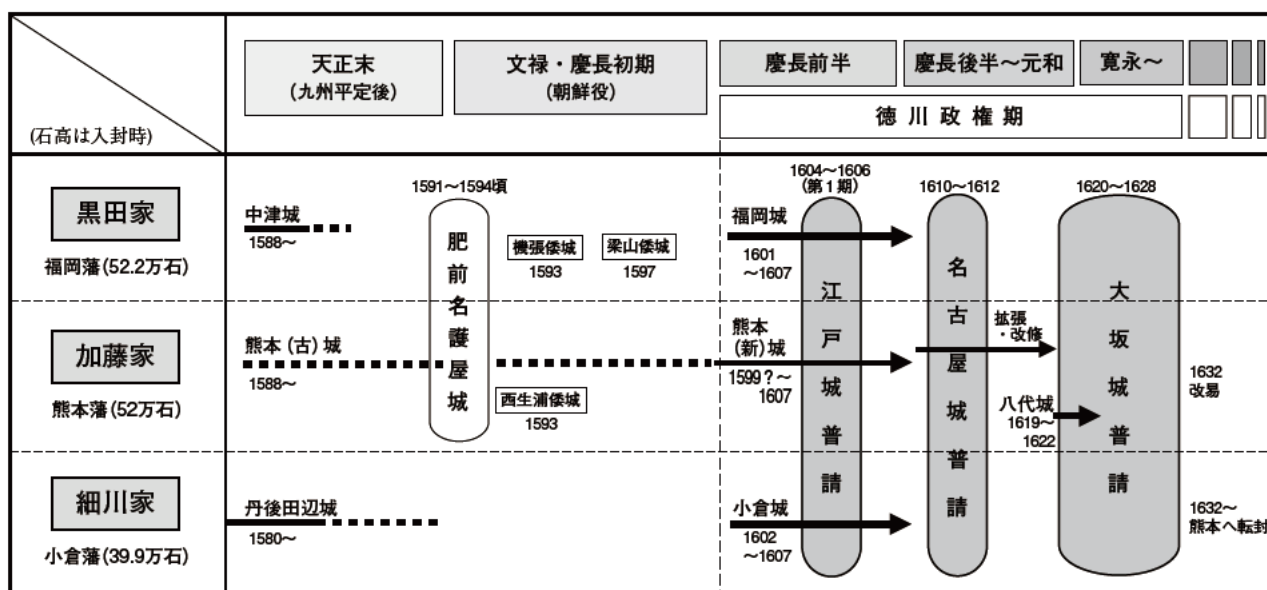 天正末
(九州平定後)
文禄・慶長初期
(朝鮮役)
慶長前半
慶長後半～元和
寛永～
徳川政権期
(石高は入封時)
黒田家
福岡藩(52.2万石)
中津城
1588～
1591～1594頃
肥前名護屋城
機張倭城
1593
梁山倭城
1597
福岡城
1601
～1607
1604～1606
(第1期)
江戸城普請
1610～1612
名古屋城普請
1620～1628
大坂城普請
加藤家
熊本藩(52万石)
熊本(古)城
1588～
西生浦倭城
1593
熊本
(新)城
1599？～
1607
拡張
・改修
八代城
1619～
1622
1632
改易
細川家
小倉藩(39.9万石)
丹後田辺城
1580～
小倉城
1602
～1607
1632～
熊本へ転封